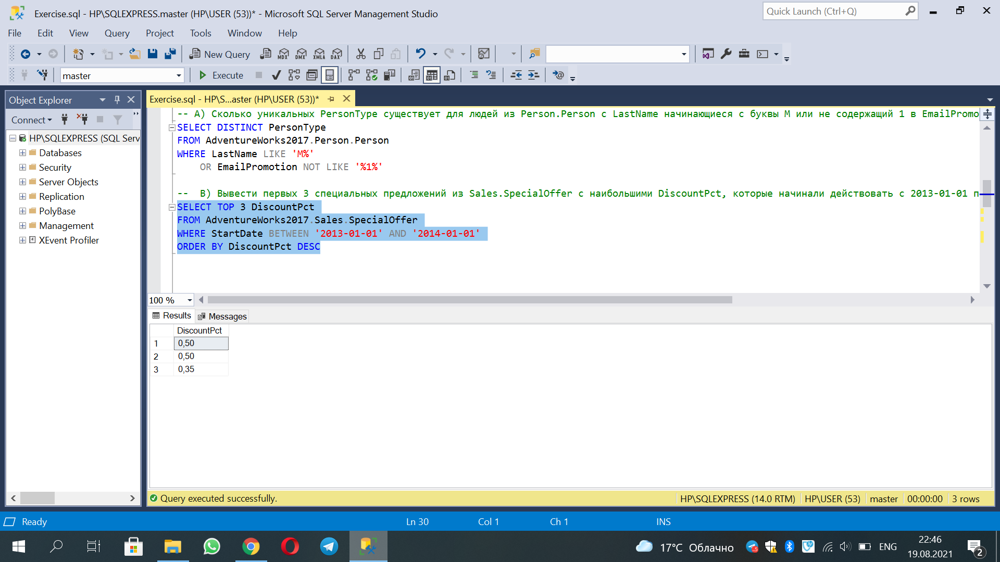 Exercise.sql - HP\SQLEXPRESS.master (HP\USER (53))* - Microsoft SQL Server Management Studio
Quick Launch (Ctrl+Q)
File Edit View Query Project Tools Window Help
New Query MDX DMX XMLA DAX
master Execute
Object Explorer
Connect
HP\SQLEXPRESS (SQL Serv
Databases
Security
Server Objects
Replication
PolyBase
Management
XEvent Profiler
Exercise.sql - HP\S...aster (HP\USER (53))*
-- A) Сколько уникальных PersonType существует для людей из Person.Person с LastName начинающиеся с буквы М или не содержащий 1 в EmailPromo
SELECT DISTINCT PersonType
FROM AdventureWorks2017.Person.Person
WHERE LastName LIKE 'M%'
OR EmailPromotion NOT LIKE '%1%'
--  B) Вывести первых 3 специальных предложений из Sales.SpecialOffer с наибольшими DiscountPct, которые начинали действовать с 2013-01-01 п
SELECT TOP 3 DiscountPct
FROM AdventureWorks2017.Sales.SpecialOffer
WHERE StartDate BETWEEN '2013-01-01' AND '2014-01-01'
ORDER BY DiscountPct DESC
100 %
Results Messages
DiscountPct
1 0,50
2 0,50
3 0,35
Query executed successfully.
HP\SQLEXPRESS (14.0 RTM) HP\USER (53) master 00:00:00 3 rows
Ready Ln 30 Col 1 Ch 1 INS
17°C Облачно ENG
22:46
19.08.2021
2